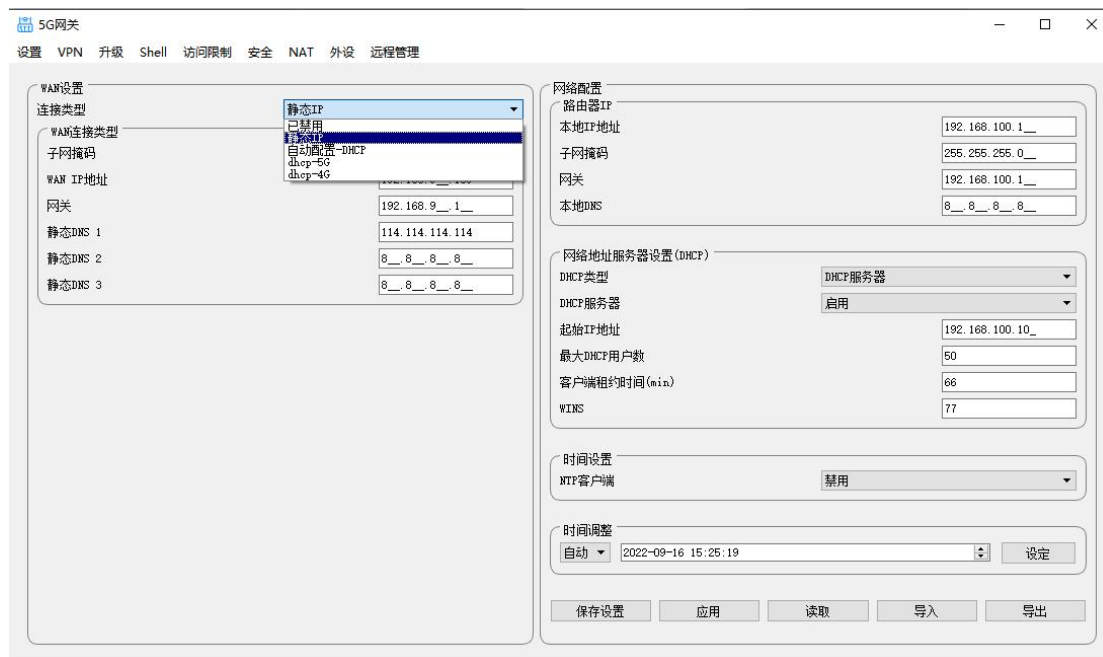 5G网关
设置 VPN 升级 Shell 访问限制 安全 NAT 外设 远程管理
WAN设置
连接类型 静态IP
已禁用
静态IP
自动配置-DHCP
dhcp-5G
dhcp-4G
WAN连接类型
子网掩码
WAN IP地址
网关 192.168.9__.1__
静态DNS 1 114.114.114.114
静态DNS 2 8__.8__.8__.8__
静态DNS 3 8__.8__.8__.8__
网络配置
路由器IP
本地IP地址 192.168.100.1__
子网掩码 255.255.255.0__
网关 192.168.100.1__
本地DNS 8__.8__.8__.8__
网络地址服务器设置(DHCP)
DHCP类型 DHCP服务器
DHCP服务器 启用
起始IP地址 192.168.100.10_
最大DHCP用户数 50
客户端租约时间(min) 66
WINS 77
时间设置
NTP客户端 禁用
时间调整
自动 2022-09-16 15:25:19 设定
保存设置 应用 读取 导入 导出